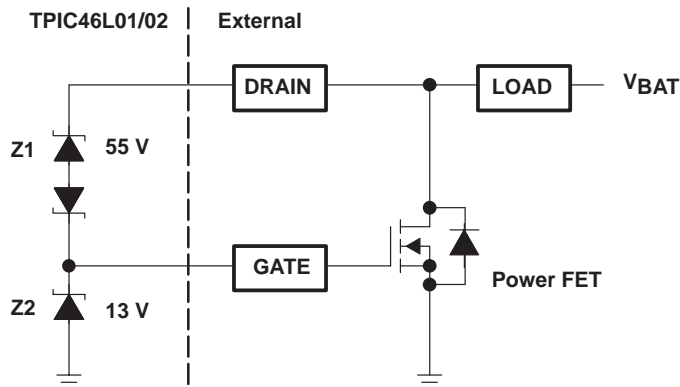 TPIC46L01/02 External
DRAIN LOAD VBAT
Z1 55 V
GATE
Power FET
Z2 13 V